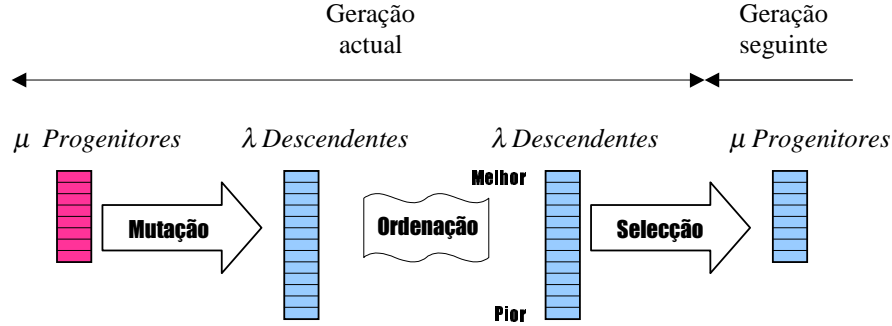 Geração
actual
Geração
seguinte
μ Progenitores
λ Descendentes
λ Descendentes
μ Progenitores
Melhor
Mutação
Ordenação
Selecção
Pior